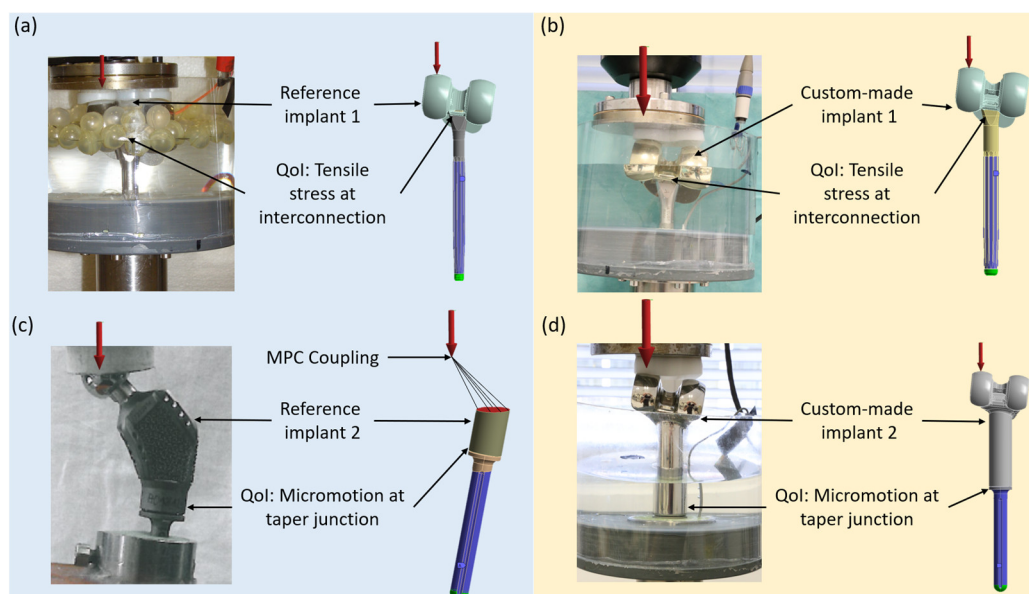 (a)
Reference
implant 1
QoI: Tensile
stress at
interconnection
(b)
Custom-made
implant 1
QoI: Tensile
stress at
interconnection
(c)
MPC Coupling
Reference
implant 2
QoI: Micromotion at
taper junction
(d)
Custom-made
implant 2
QoI: Micromotion at
taper junction